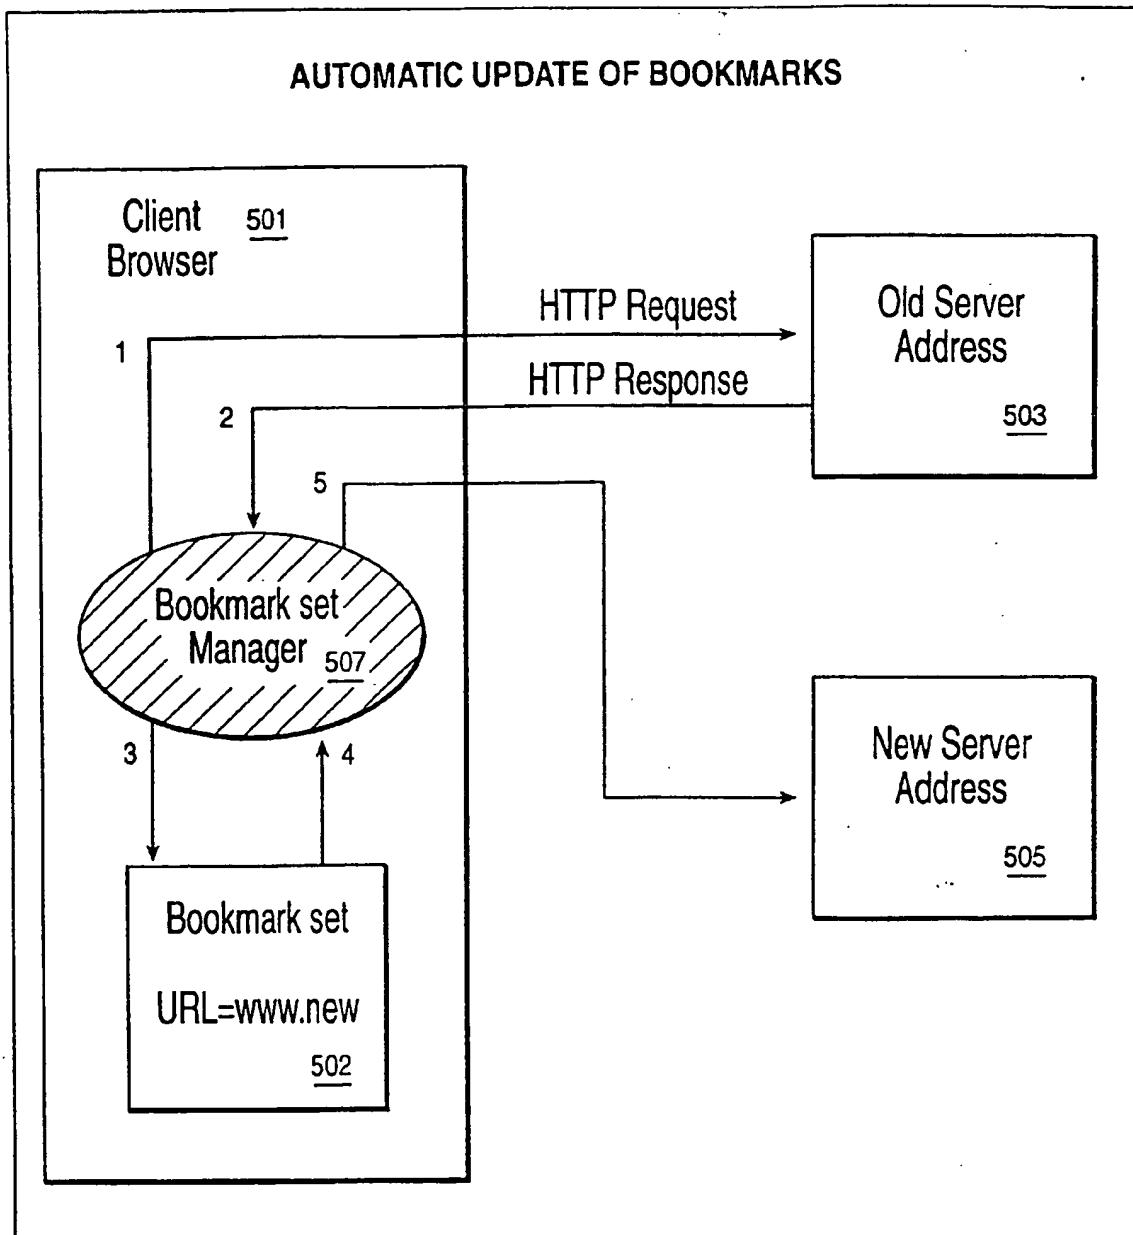 AUTOMATIC UPDATE OF BOOKMARKS
Client
Browser
501
HTTP Request
1
Old Server
Address
503
HTTP Response
2
5
Bookmark set
Manager
507
3
4
New Server
Address
505
Bookmark set
URL=www.new
502